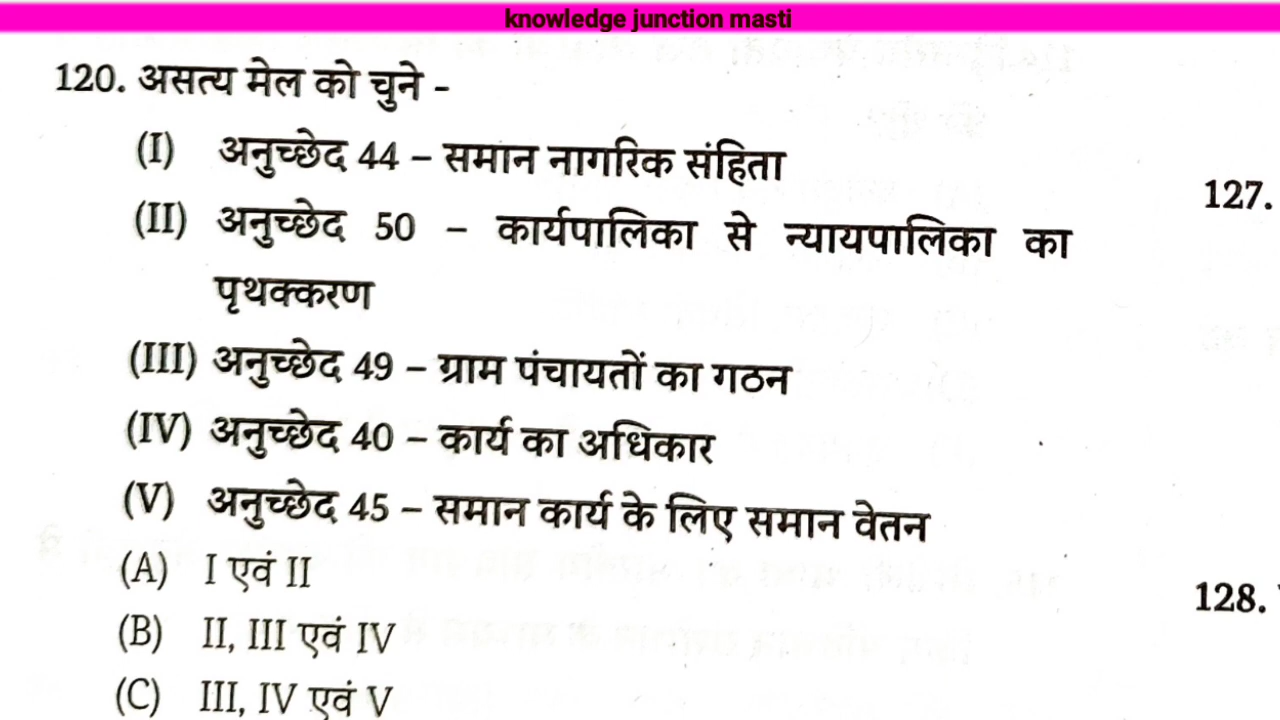 knowledge junction masti
120. असत्य मेल को चुने -
(I) अनुच्छेद 44 – समान नागरिक संहिता
127.
(II) अनुच्छेद 50 – कार्यपालिका से न्यायपालिका का
पृथक्करण
(III) अनुच्छेद 49 – ग्राम पंचायतों का गठन
(IV) अनुच्छेद 40 – कार्य का अधिकार
(V) अनुच्छेद 45 – समान कार्य के लिए समान वेतन
(A) I एवं II
128.
(B) II, III एवं IV
(C) III, IV एवं V